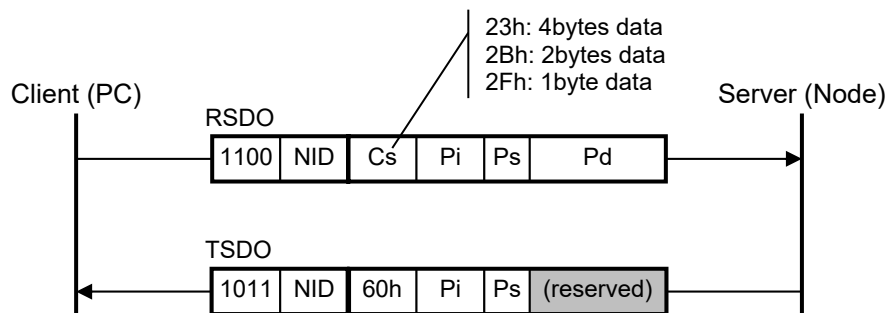 23h: 4bytes data
2Bh: 2bytes data
2Fh: 1byte data
Client (PC)
Server (Node)
RSDO
1100 NID Cs Pi Ps Pd
TSDO
1011 NID 60h Pi Ps (reserved)